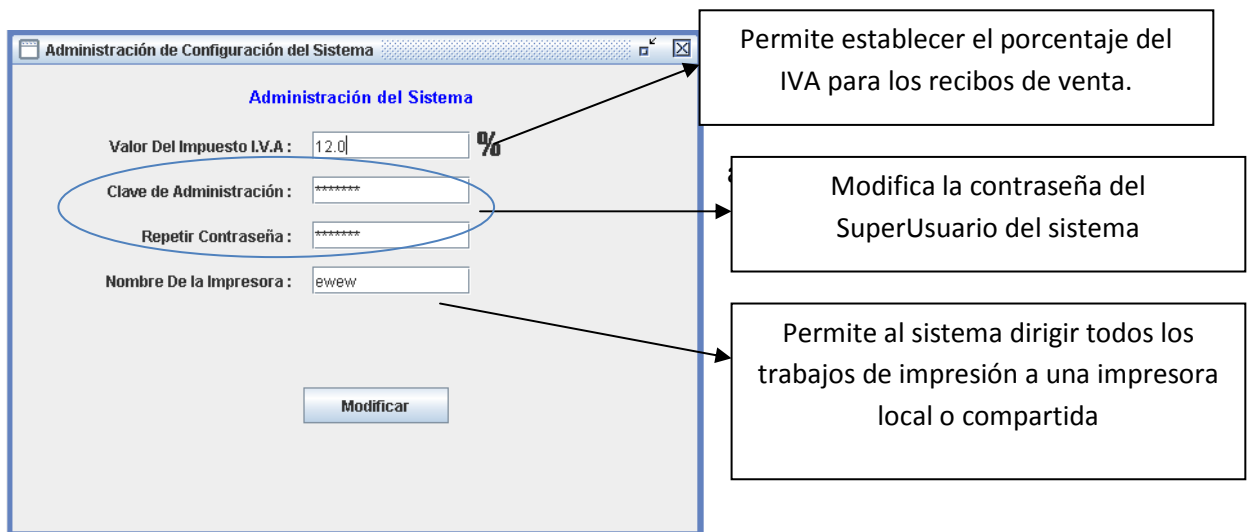 Administración de Configuración del Sistema
Administración del Sistema
Valor Del Impuesto I.V.A : 12.0 %
Clave de Administración : *******
Repetir Contraseña : *******
Nombre De la Impresora : ewew
Modificar
Permite establecer el porcentaje del
IVA para los recibos de venta.
Modifica la contraseña del
SuperUsuario del sistema
Permite al sistema dirigir todos los
trabajos de impresión a una impresora
local o compartida